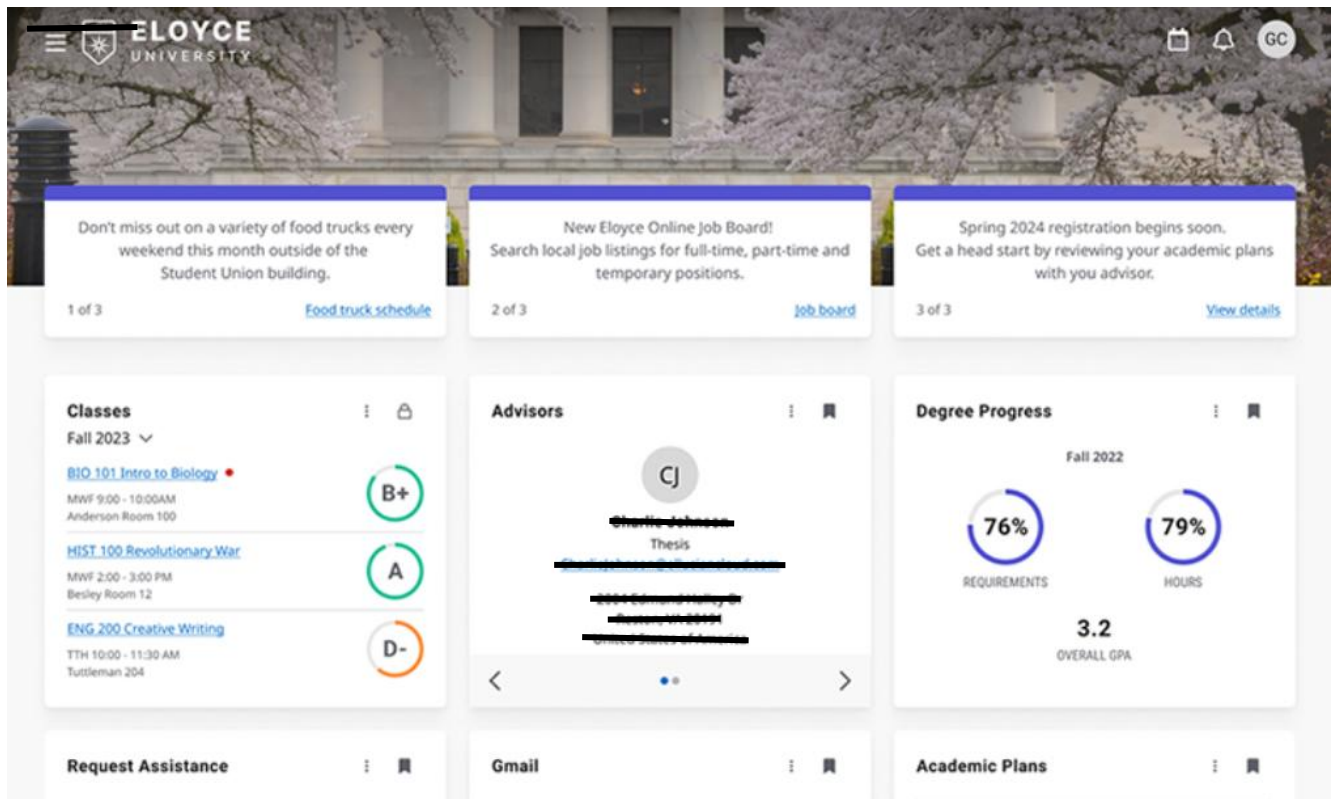 ELOYCE
UNIVERSITY
GC
Don't miss out on a variety of food trucks every
weekend this month outside of the
Student Union building.
1 of 3
Food truck schedule
New Eloyce Online Job Board!
Search local job listings for full-time, part-time and
temporary positions.
2 of 3
Job board
Spring 2024 registration begins soon.
Get a head start by reviewing your academic plans
with you advisor.
3 of 3
View details
Classes
Fall 2023
BIO 101 Intro to Biology
MWF 9:00 - 10:00AM
Anderson Room 100
B+
HIST 100 Revolutionary War
MWF 2:00 - 3:00 PM
Besley Room 12
A
ENG 200 Creative Writing
TTH 10:00 - 11:30 AM
Tuttleman 204
D-
Advisors
CJ
Thesis
Degree Progress
Fall 2022
76%
REQUIREMENTS
79%
HOURS
3.2
OVERALL GPA
Request Assistance
Gmail
Academic Plans